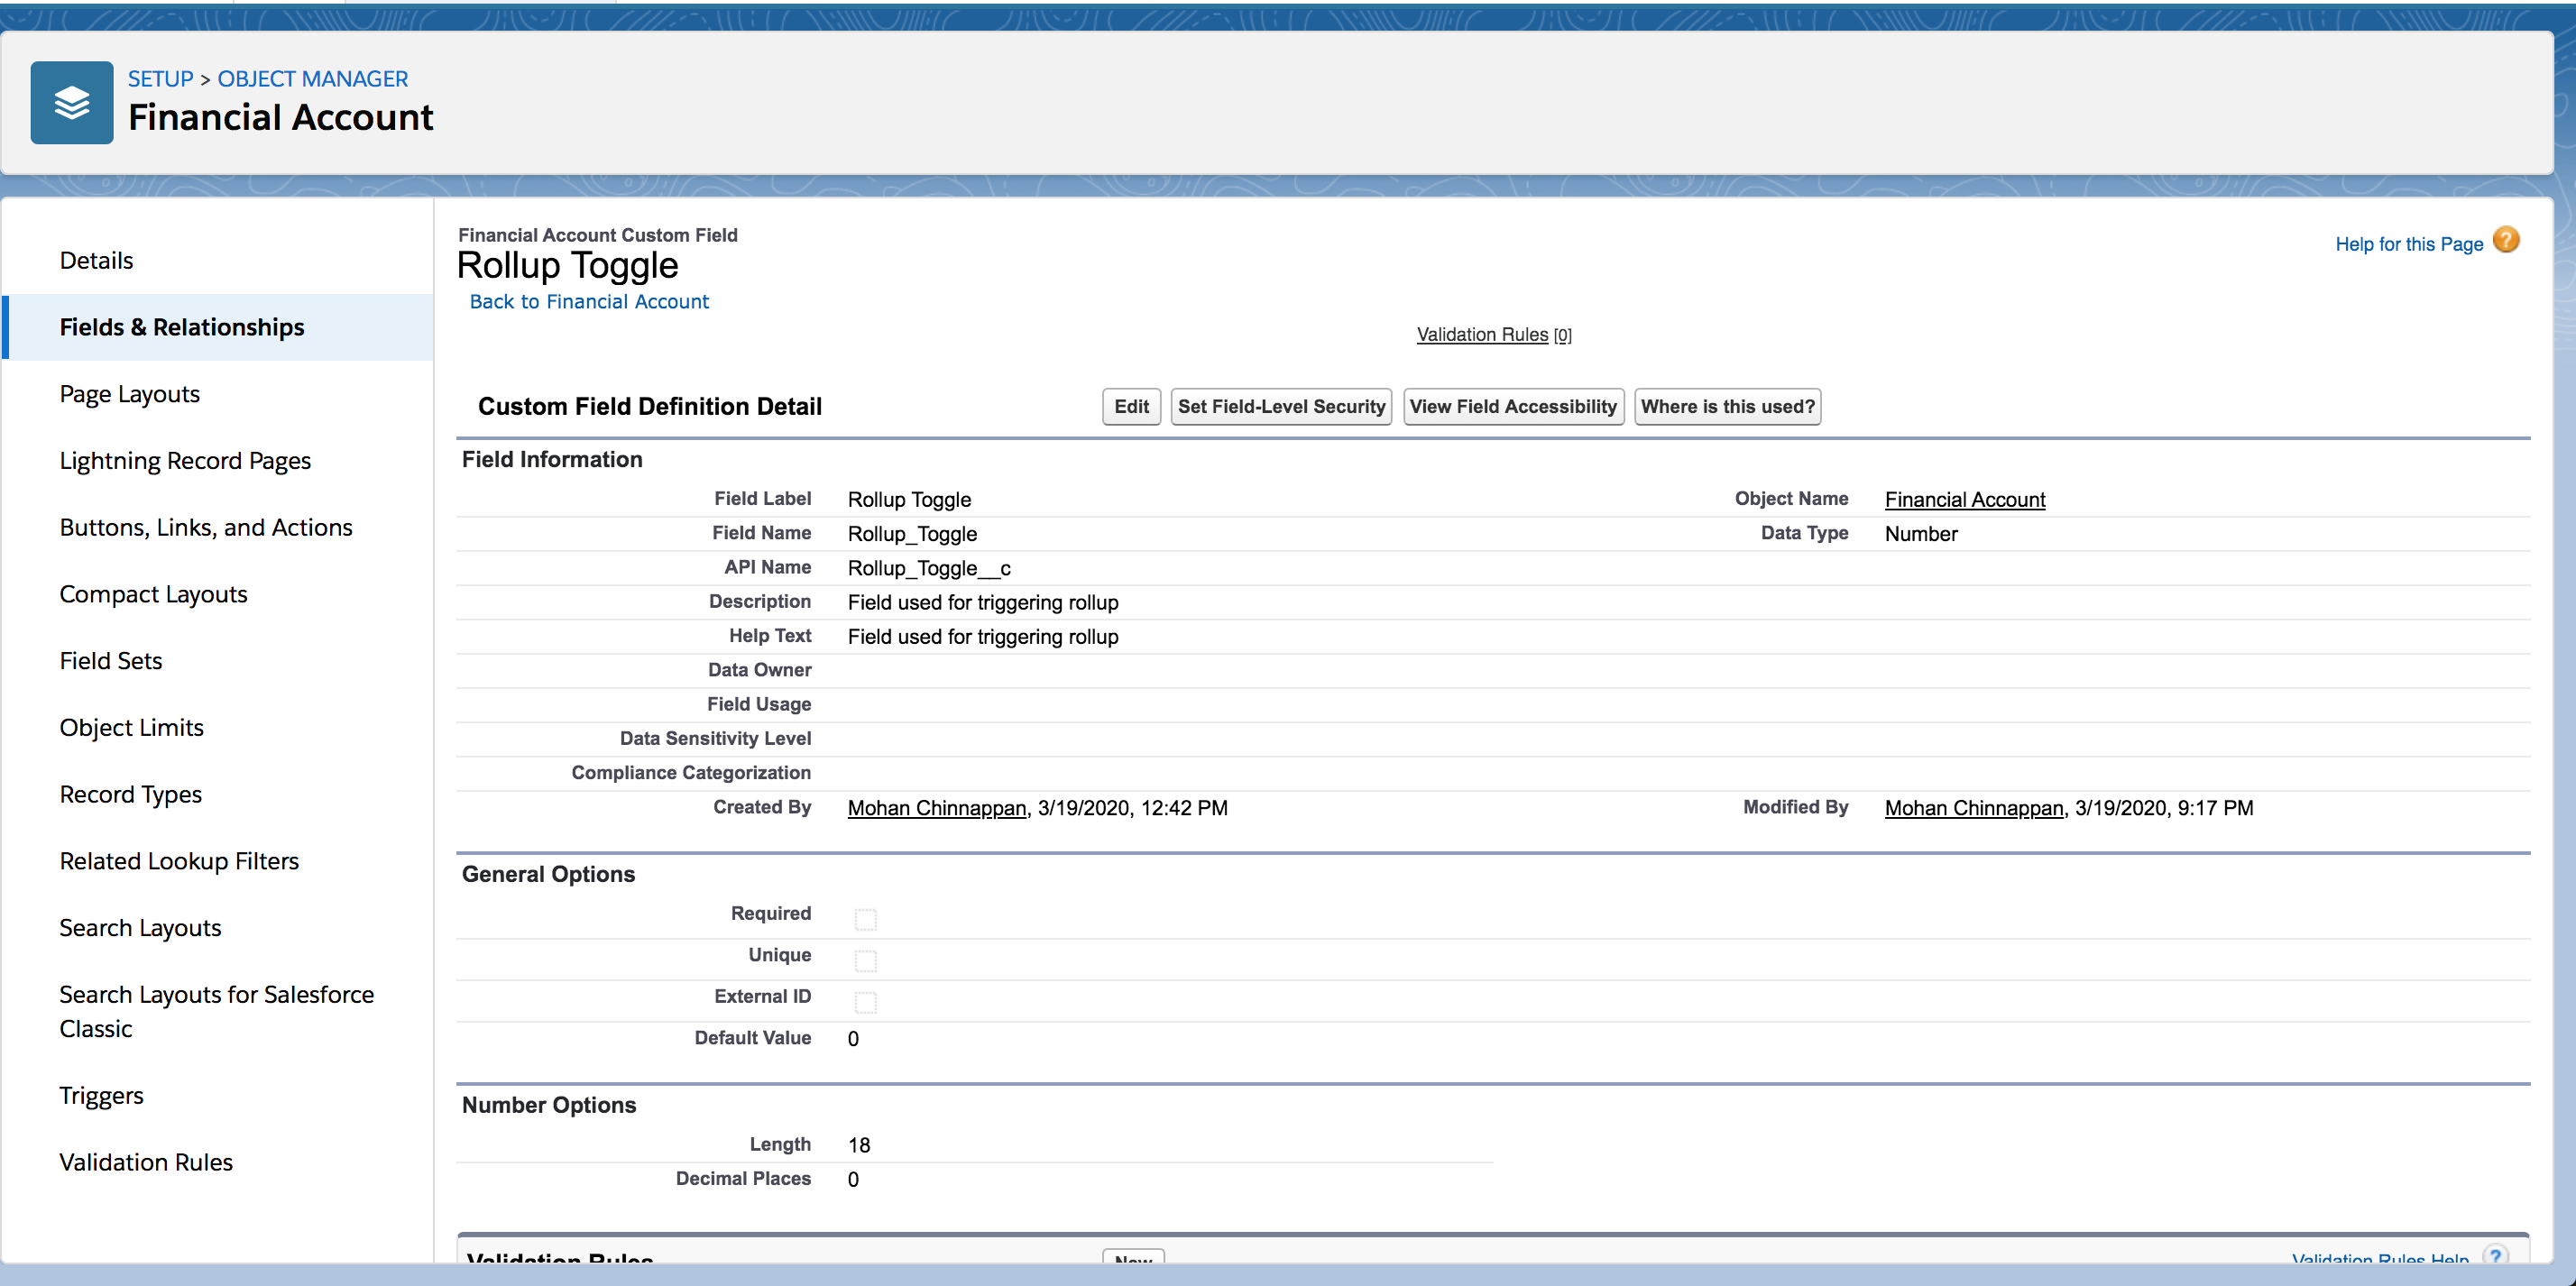 SETUP > OBJECT MANAGER
Financial Account
Details
Fields & Relationships
Page Layouts
Lightning Record Pages
Buttons, Links, and Actions
Compact Layouts
Field Sets
Object Limits
Record Types
Related Lookup Filters
Search Layouts
Search Layouts for Salesforce
Classic
Triggers
Validation Rules
Financial Account Custom Field
Rollup Toggle
Back to Financial Account
Help for this Page ?
Validation Rules [0]
Custom Field Definition Detail Edit Set Field-Level Security View Field Accessibility Where is this used?
Field Information
Field Label Rollup Toggle Object Name Financial Account
Field Name Rollup_Toggle Data Type Number
API Name Rollup_Toggle__c
Description Field used for triggering rollup
Help Text Field used for triggering rollup
Data Owner
Field Usage
Data Sensitivity Level
Compliance Categorization
Created By Mohan Chinnappan, 3/19/2020, 12:42 PM Modified By Mohan Chinnappan, 3/19/2020, 9:17 PM
General Options
Required
Unique
External ID
Default Value 0
Number Options
Length 18
Decimal Places 0
Validation Rules New Validation Rules Help ?